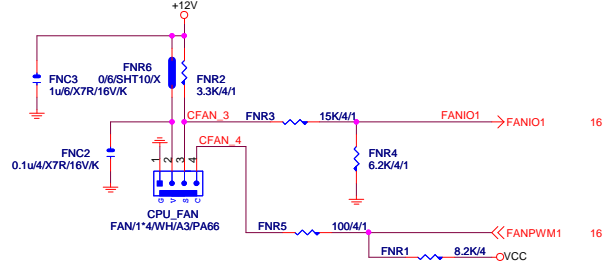 +12V
FNR6
0/6/SHT10/X
FNC3
1u/6/X7R/16V/K
FNR2
3.3K/4/1
CFAN_3
FNR3
15K/4/1
FANIO1
FANIO1
16
CFAN_4
FNC2
0.1u/4/X7R/16V/K
FNR4
6.2K/4/1
1 2 3 4
G V S C
CPU_FAN
FAN/1*4/WH/A3/PA66
FNR5
100/4/1
FANPWM1
16
FNR1
8.2K/4
VCC